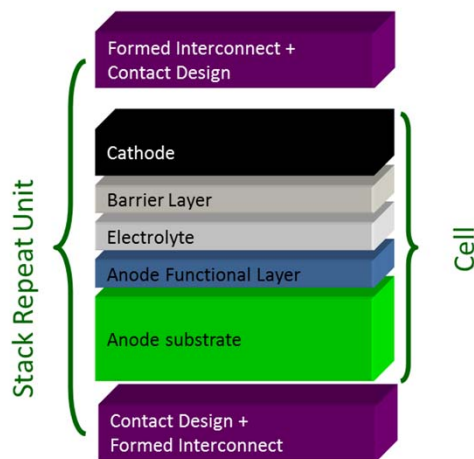 Formed Interconnect +
Contact Design
Cathode
Barrier Layer
Electrolyte
Anode Functional Layer
Anode substrate
Contact Design +
Formed Interconnect
Stack Repeat Unit
Cell